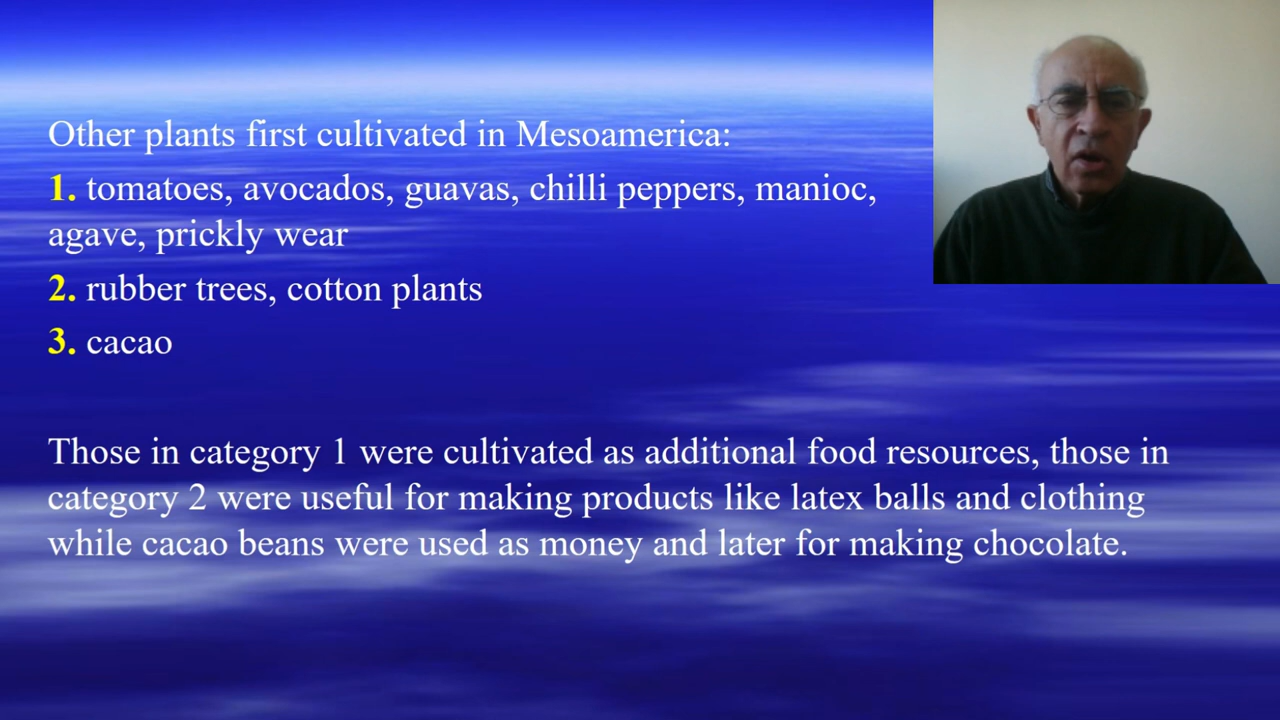 Other plants first cultivated in Mesoamerica:
1. tomatoes, avocados, guavas, chilli peppers, manioc,
agave, prickly wear
2. rubber trees, cotton plants
3. cacao
Those in category 1 were cultivated as additional food resources, those in
category 2 were useful for making products like latex balls and clothing
while cacao beans were used as money and later for making chocolate.